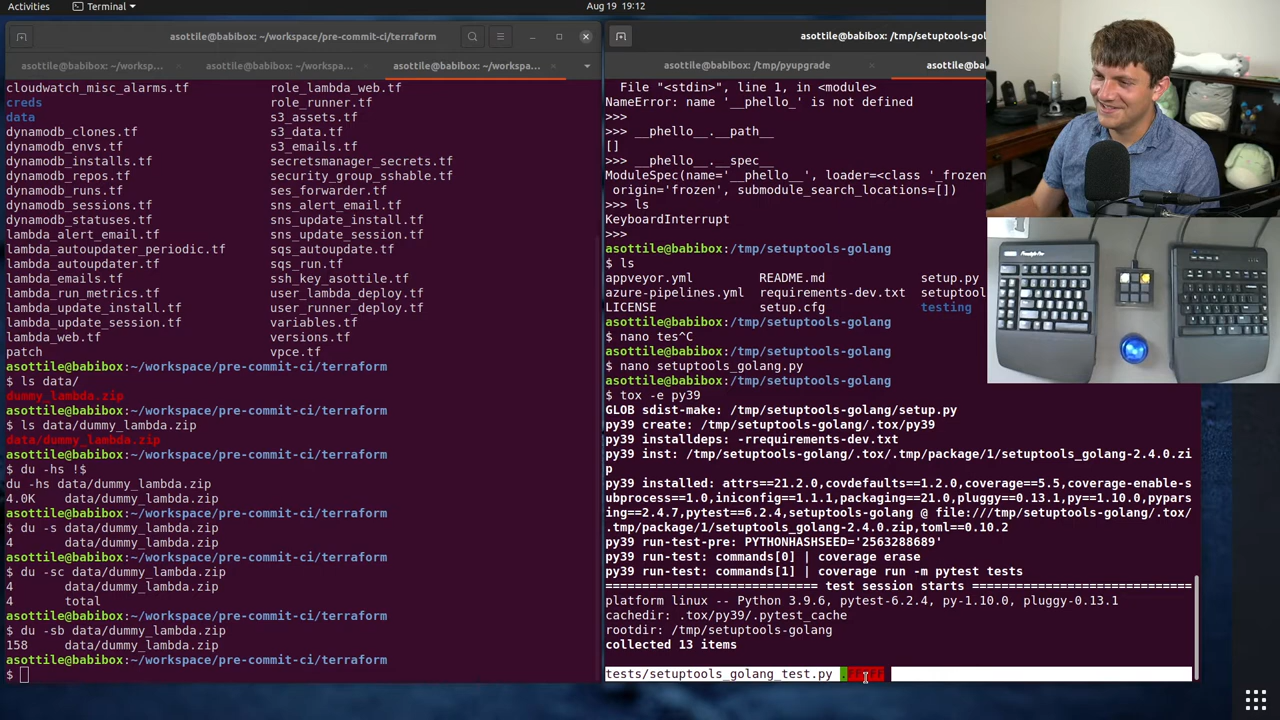 Activities
Terminal
Aug 19 19:12
asottile@babibox: ~/workspace/pre-commit-ci/terraform
asottile@babibox: /tmp/setuptools-gol
asottile@babibox: ~/worksp...
asottile@babibox: ~/workspa...
asottile@babibox: ~/workspa...
asottile@babibox: /tmp/pyupgrade
asottile@bab
cloudwatch_misc_alarms.tf role_lambda_web.tf
creds role_runner.tf
data s3_assets.tf
dynamodb_clones.tf s3_data.tf
dynamodb_envs.tf s3_emails.tf
dynamodb_installs.tf secretsmanager_secrets.tf
dynamodb_repos.tf security_group_sshable.tf
dynamodb_runs.tf ses_forwarder.tf
dynamodb_sessions.tf sns_alert_email.tf
dynamodb_statuses.tf sns_update_install.tf
lambda_alert_email.tf sns_update_session.tf
lambda_autoupdater_periodic.tf sqs_autoupdate.tf
lambda_autoupdater.tf sqs_run.tf
lambda_emails.tf ssh_key_asottile.tf
lambda_run_metrics.tf user_lambda_deploy.tf
lambda_update_install.tf user_runner_deploy.tf
lambda_update_session.tf variables.tf
lambda_web.tf versions.tf
patch vpce.tf
asottile@babibox:~/workspace/pre-commit-ci/terraform
$ ls data/
dummy_lambda.zip
asottile@babibox:~/workspace/pre-commit-ci/terraform
$ ls data/dummy_lambda.zip
data/dummy_lambda.zip
asottile@babibox:~/workspace/pre-commit-ci/terraform
$ du -hs !$
du -hs data/dummy_lambda.zip
4.0K data/dummy_lambda.zip
asottile@babibox:~/workspace/pre-commit-ci/terraform
$ du -s data/dummy_lambda.zip
4 data/dummy_lambda.zip
asottile@babibox:~/workspace/pre-commit-ci/terraform
$ du -sc data/dummy_lambda.zip
4 data/dummy_lambda.zip
4 total
asottile@babibox:~/workspace/pre-commit-ci/terraform
$ du -sb data/dummy_lambda.zip
158 data/dummy_lambda.zip
asottile@babibox:~/workspace/pre-commit-ci/terraform
$
File "<stdin>", line 1, in <module>
NameError: name '__phello_' is not defined
>>>
>>> __phello__.__path__
[]
>>> __phello__.__spec__
ModuleSpec(name='__phello__', loader=<class '_frozen
origin='frozen', submodule_search_locations=[])
>>> ls
KeyboardInterrupt
>>>
asottile@babibox:/tmp/setuptools-golang
$ ls
appveyor.yml README.md setup.py
azure-pipelines.yml requirements-dev.txt setuptool
LICENSE setup.cfg testing
asottile@babibox:/tmp/setuptools-golang
$ nano tes^C
asottile@babibox:/tmp/setuptools-golang
$ nano setuptools_golang.py
asottile@babibox:/tmp/setuptools-golang
$ tox -e py39
GLOB sdist-make: /tmp/setuptools-golang/setup.py
py39 create: /tmp/setuptools-golang/.tox/py39
py39 installdeps: -rrequirements-dev.txt
py39 inst: /tmp/setuptools-golang/.tox/.tmp/package/1/setuptools_golang-2.4.0.zi
p
py39 installed: attrs==21.2.0,covdefaults==1.2.0,coverage==5.5,coverage-enable-s
ubprocess==1.0,iniconfig==1.1.1,packaging==21.0,pluggy==0.13.1,py==1.10.0,pypars
ing==2.4.7,pytest==6.2.4,setuptools-golang @ file:///tmp/setuptools-golang/.tox/
.tmp/package/1/setuptools_golang-2.4.0.zip,toml==0.10.2
py39 run-test-pre: PYTHONHASHSEED='2563288689'
py39 run-test: commands[0] | coverage erase
py39 run-test: commands[1] | coverage run -m pytest tests
============================= test session starts ==============================
platform linux -- Python 3.9.6, pytest-6.2.4, py-1.10.0, pluggy-0.13.1
cachedir: .tox/py39/.pytest_cache
rootdir: /tmp/setuptools-golang
collected 13 items
tests/setuptools_golang_test.py